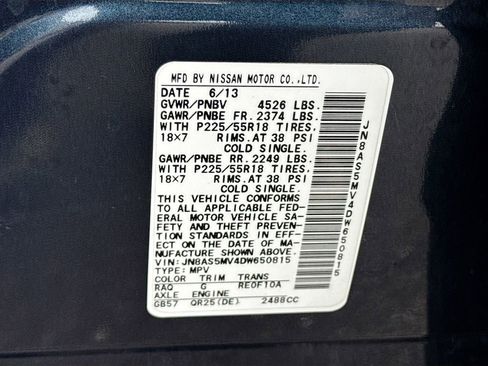 MFD BY NISSAN MOTOR CO.,LTD.
DATE 6/13
GVWR/PNBV 4526 LBS.
GAWR/PNBE FR. 2374 LBS.
WITH P225/55R18 TIRES,
18×7 RIMS.AT 38 PSI
COLD SINGLE.
GAWR/PNBE RR. 2249 LBS.
WITH P225/55R18 TIRES,
18×7 RIMS.AT 38 PSI
COLD SINGLE.
THIS VEHICLE CONFORMS
TO ALL APPLICABLE FED-
ERAL MOTOR VEHICLE SA-
FETY AND THEFT PREVENTION
STANDARDS IN EFF-
ECT ON THE DATE OF MA-
NUFACTURE SHOWN ABOVE.
VIN: JN8AS5MV4DW650815
TYPE: MPV
COLOR TRIM TRANS
RAQ G RE0F10A
AXLE ENGINE
GB57 QR25(DE) 2488CC
JN8AS5MV4DW650815